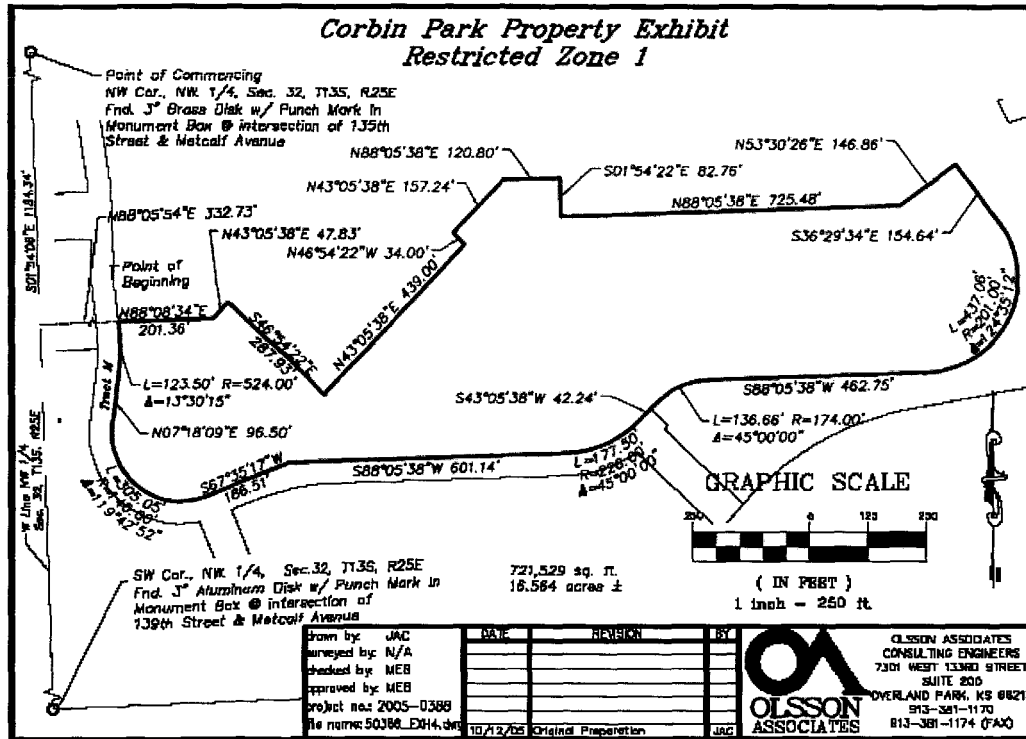 Corbin Park Property Exhibit
Restricted Zone 1
Point of Commencing
NW Cor., NW. 1/4, Sec. 32, T13S, R25E
Fnd. 3" Brass Disk w/ Punch Mark in
Monument Box @ intersection of 135th
Street & Metcalf Avenue
N88°05'38"E 120.80'
N53°30'26"E 146.86'
S01°54'22"E 82.76'
N43°05'38"E 157.24'
N88°05'38"E 725.48'
S01°54'08"E 1184.34'
N88°05'54"E 332.73'
N43°05'38"E 47.83'
N46°54'22"W 34.00'
S36°29'34"E 154.64'
Point of
Beginning
N43°05'38"E 439.00'
N88°08'34"E
201.36'
S46°54'22"E
287.93'
L=437.06'
R=201.00'
Δ=124°35'12"
Tract M
L=123.50' R=524.00'
Δ=13°30'15"
S88°05'38"W 462.75'
S43°05'38"W 42.24'
L=136.66' R=174.00'
Δ=45°00'00"
N07°18'09"E 96.50'
W Line NW 1/4
Sec. 32, T13S, R25E
L=305.05'
Δ=119°42'52"
S67°35'17"W
186.51'
S88°05'38"W 601.14'
L=177.50'
R=226.00'
Δ=45°00'00"
GRAPHIC SCALE
250 0 125 250
( IN FEET )
1 inch = 250 ft.
SW Cor., NW. 1/4, Sec.32, T13S, R25E
Fnd. 3" Aluminum Disk w/ Punch Mark in
Monument Box @ intersection of
139th Street & Metcalf Avenue
721,529 sq. ft.
16.564 acres ±
drawn by: JAC
surveyed by: N/A
checked by: MEB
approved by: MEB
project no.: 2005-0388
file name: 50388_EXH4.dwg
DATE REVISION BY
10/12/05 Original Preparation JAC
OA
OLSSON
ASSOCIATES
OLSSON ASSOCIATES
CONSULTING ENGINEERS
7301 WEST 133RD STREET
SUITE 200
OVERLAND PARK, KS 6621
913-381-1170
913-381-1174 (FAX)